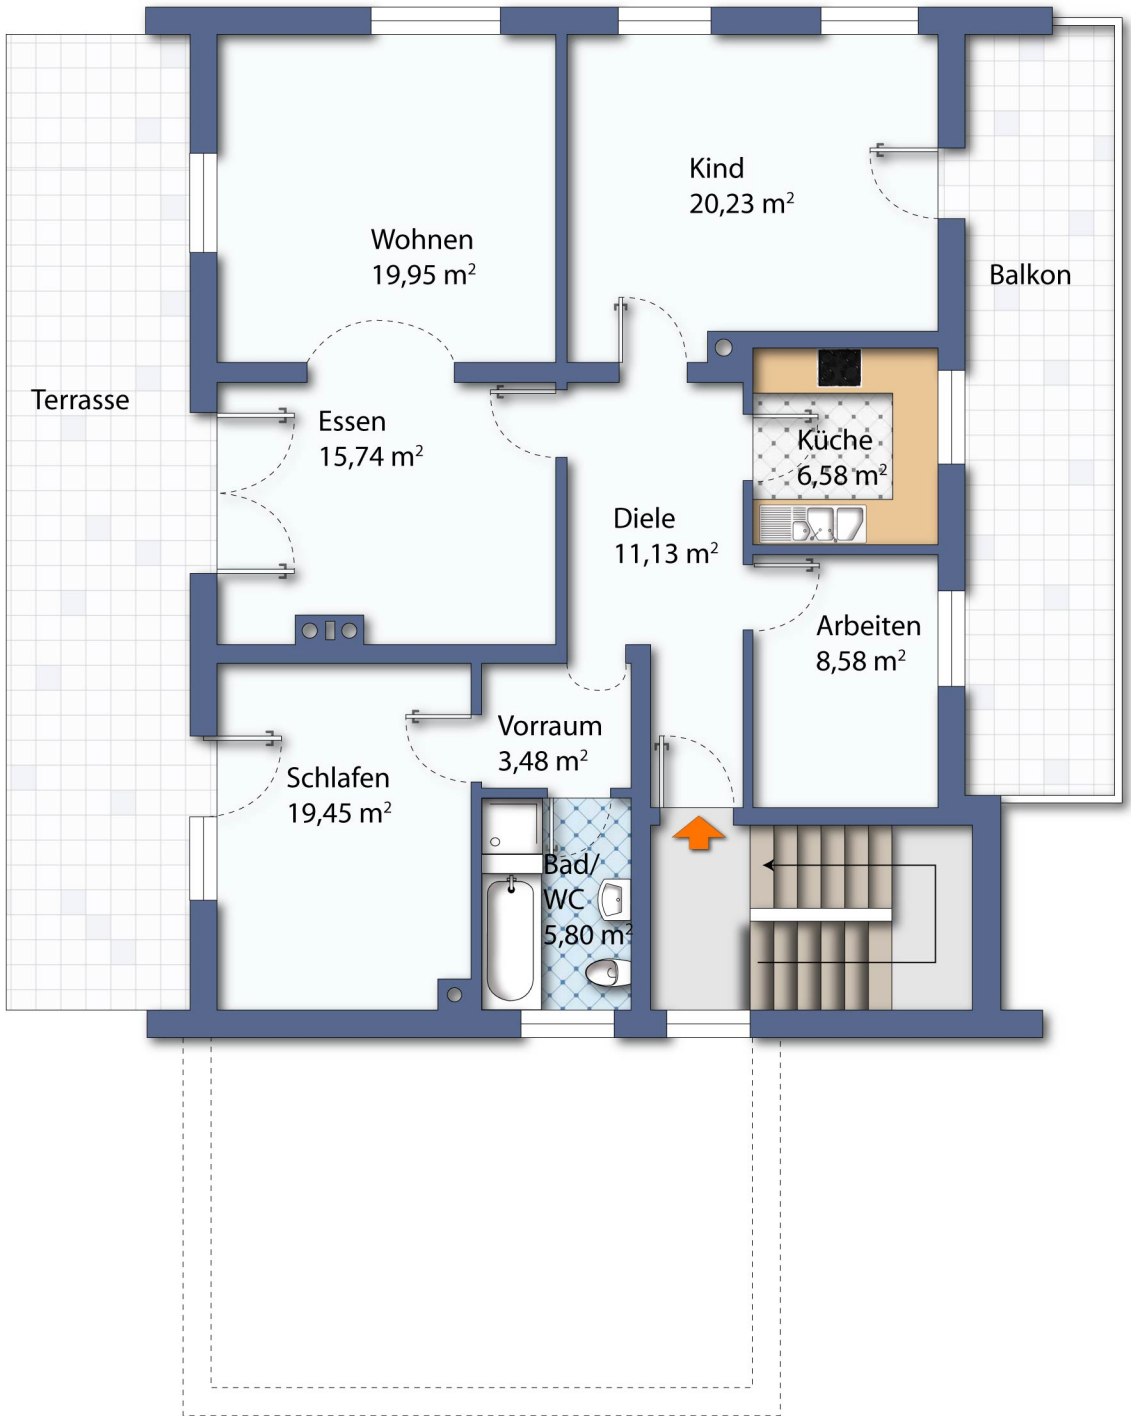 Kind
20,23 m²
Wohnen
19,95 m²
Balkon
Terrasse
Essen
15,74 m²
Küche
6,58 m²
Diele
11,13 m²
Arbeiten
8,58 m²
Vorraum
3,48 m²
Schlafen
19,45 m²
Bad/
WC
5,80 m²